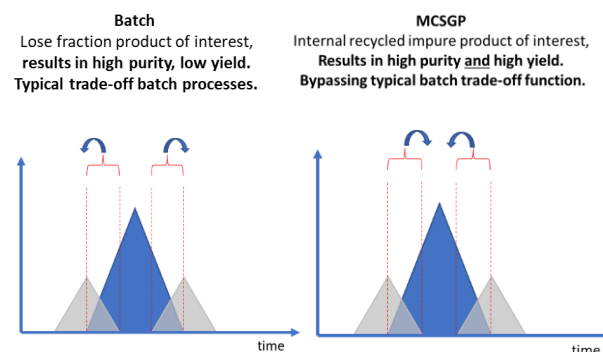 Batch
Lose fraction product of interest,
results in high purity, low yield.
Typical trade-off batch processes.
MCSGP
Internal recycled impure product of interest,
Results in high purity and high yield.
Bypassing typical batch trade-off function.
time
time